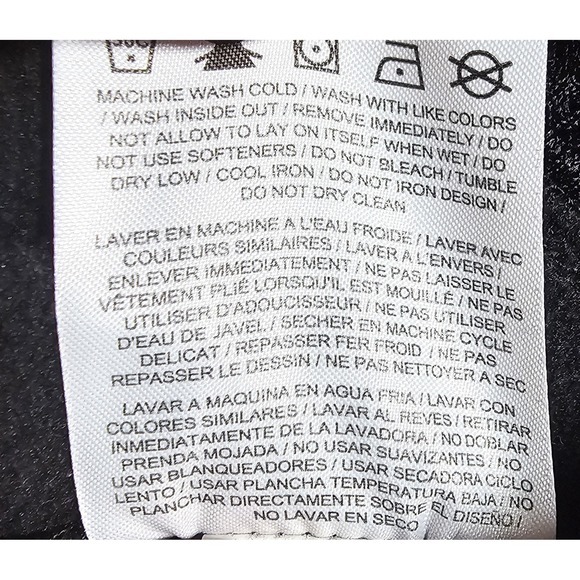 30C
MACHINE WASH COLD / WASH WITH LIKE COLORS
/ WASH INSIDE OUT / REMOVE IMMEDIATELY / DO
NOT ALLOW TO LAY ON ITSELF WHEN WET / DO
NOT USE SOFTENERS / DO NOT BLEACH / TUMBLE
DRY LOW / COOL IRON / DO NOT IRON DESIGN /
DO NOT DRY CLEAN
LAVER EN MACHINE A L'EAU FROIDE / LAVER AVEC
COULEURS SIMILAIRES / LAVER À L'ENVERS /
ENLEVER IMMÉDIATEMENT / NE PAS LAISSER LE
VÊTEMENT PLIÉ LORSQU'IL EST MOUILLÉ / NE PAS
UTILISER D'ADOUCISSEUR / NE PAS UTILISER
D'EAU DE JAVEL / SECHER EN MACHINE CYCLE
DELICAT / REPASSER FER FROID / NE PAS
REPASSER LE DESSIN / NE PAS NETTOYER A SEC
LAVAR A MAQUINA EN AGUA FRIA / LAVAR CON
COLORES SIMILARES / LAVAR AL REVES / RETIRAR
INMEDIATAMENTE DE LA LAVADORA / NO DOBLAR
PRENDA MOJADA / NO USAR SUAVIZANTES / NO
USAR BLANQUEADORES / USAR SECADORA CICLO
LENTO / USAR PLANCHA TEMPERATURA BAJA / NO
PLANCHAR DIRECTAMENTE SOBRE EL DISEÑO /
NO LAVAR EN SECO